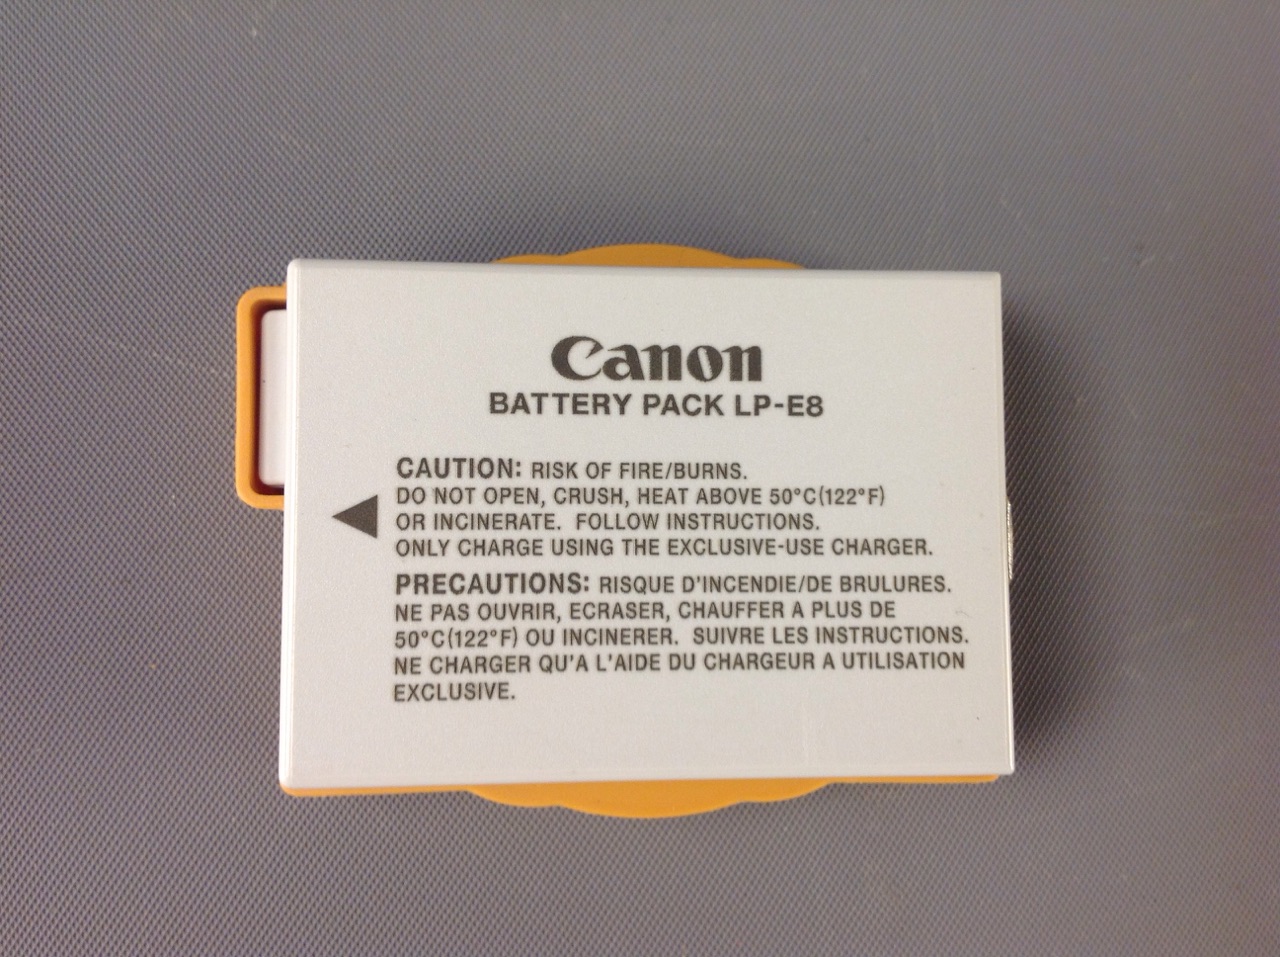 Canon
BATTERY PACK LP-E8
CAUTION: RISK OF FIRE/BURNS.
DO NOT OPEN, CRUSH, HEAT ABOVE 50°C(122°F)
OR INCINERATE. FOLLOW INSTRUCTIONS.
ONLY CHARGE USING THE EXCLUSIVE-USE CHARGER.
PRECAUTIONS: RISQUE D'INCENDIE/DE BRULURES.
NE PAS OUVRIR, ECRASER, CHAUFFER A PLUS DE
50°C(122°F) OU INCINERER. SUIVRE LES INSTRUCTIONS.
NE CHARGER QU'A L'AIDE DU CHARGEUR A UTILISATION
EXCLUSIVE.